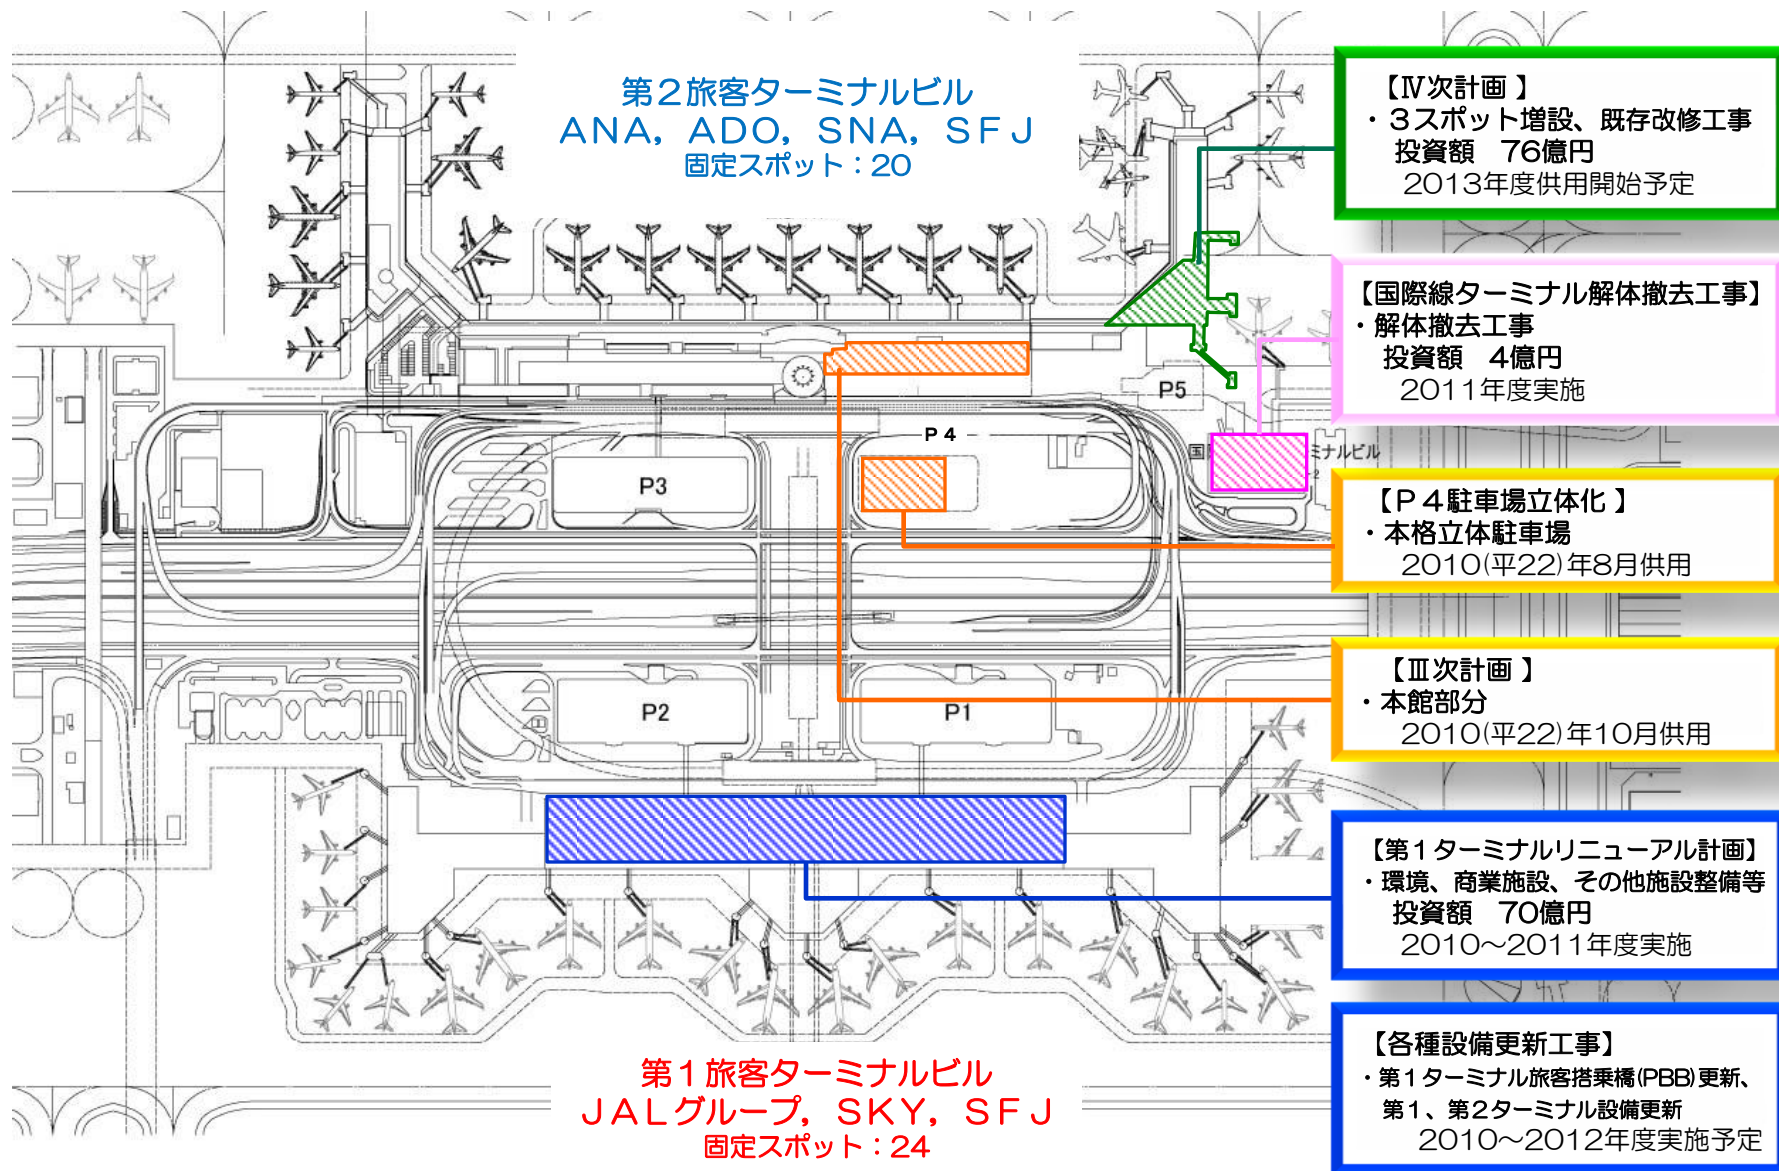 第２旅客ターミナルビル
ANA，ADO，SNA，SFJ
固定スポット：20
【Ⅳ次計画 】
・３スポット増設、既存改修工事
投資額　76億円
2013年度供用開始予定
【国際線ターミナル解体撤去工事】
・解体撤去工事
投資額　4億円
2011年度実施
P5
P 4
P3
国
ミナルビル
【Ｐ４駐車場立体化 】
・本格立体駐車場
2010(平22)年8月供用
【Ⅲ次計画 】
・本館部分
2010(平22)年10月供用
P2
P1
【第１ターミナルリニューアル計画】
・環境、商業施設、その他施設整備等
投資額　70億円
2010～2011年度実施
【各種設備更新工事】
・第１ターミナル旅客搭乗橋(PBB)更新、
第１、第２ターミナル設備更新
2010～2012年度実施予定
第１旅客ターミナルビル
JALグループ，SKY，SFJ
固定スポット：24